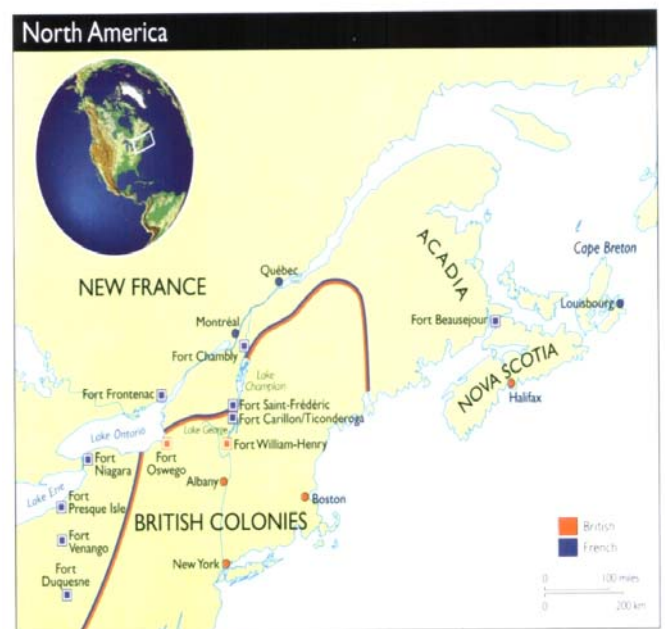 North America
NEW FRANCE
Québec
Montréal
Fort Chambly
Lake
Champlain
ACADIA
Cape Breton
Louisbourg
Fort Beausejour
NOVA SCOTIA
Halifax
Fort Frontenac
Fort Saint-Frédéric
Fort Carillon/Ticonderoga
Lake George
Lake Ontario
Fort
Oswego
Fort William-Henry
Fort
Niagara
Lake Erie
Fort
Presque Isle
Albany
Boston
BRITISH COLONIES
Fort
Venango
Fort
Duquesne
New York
British
French
0 100 miles
0 200 km